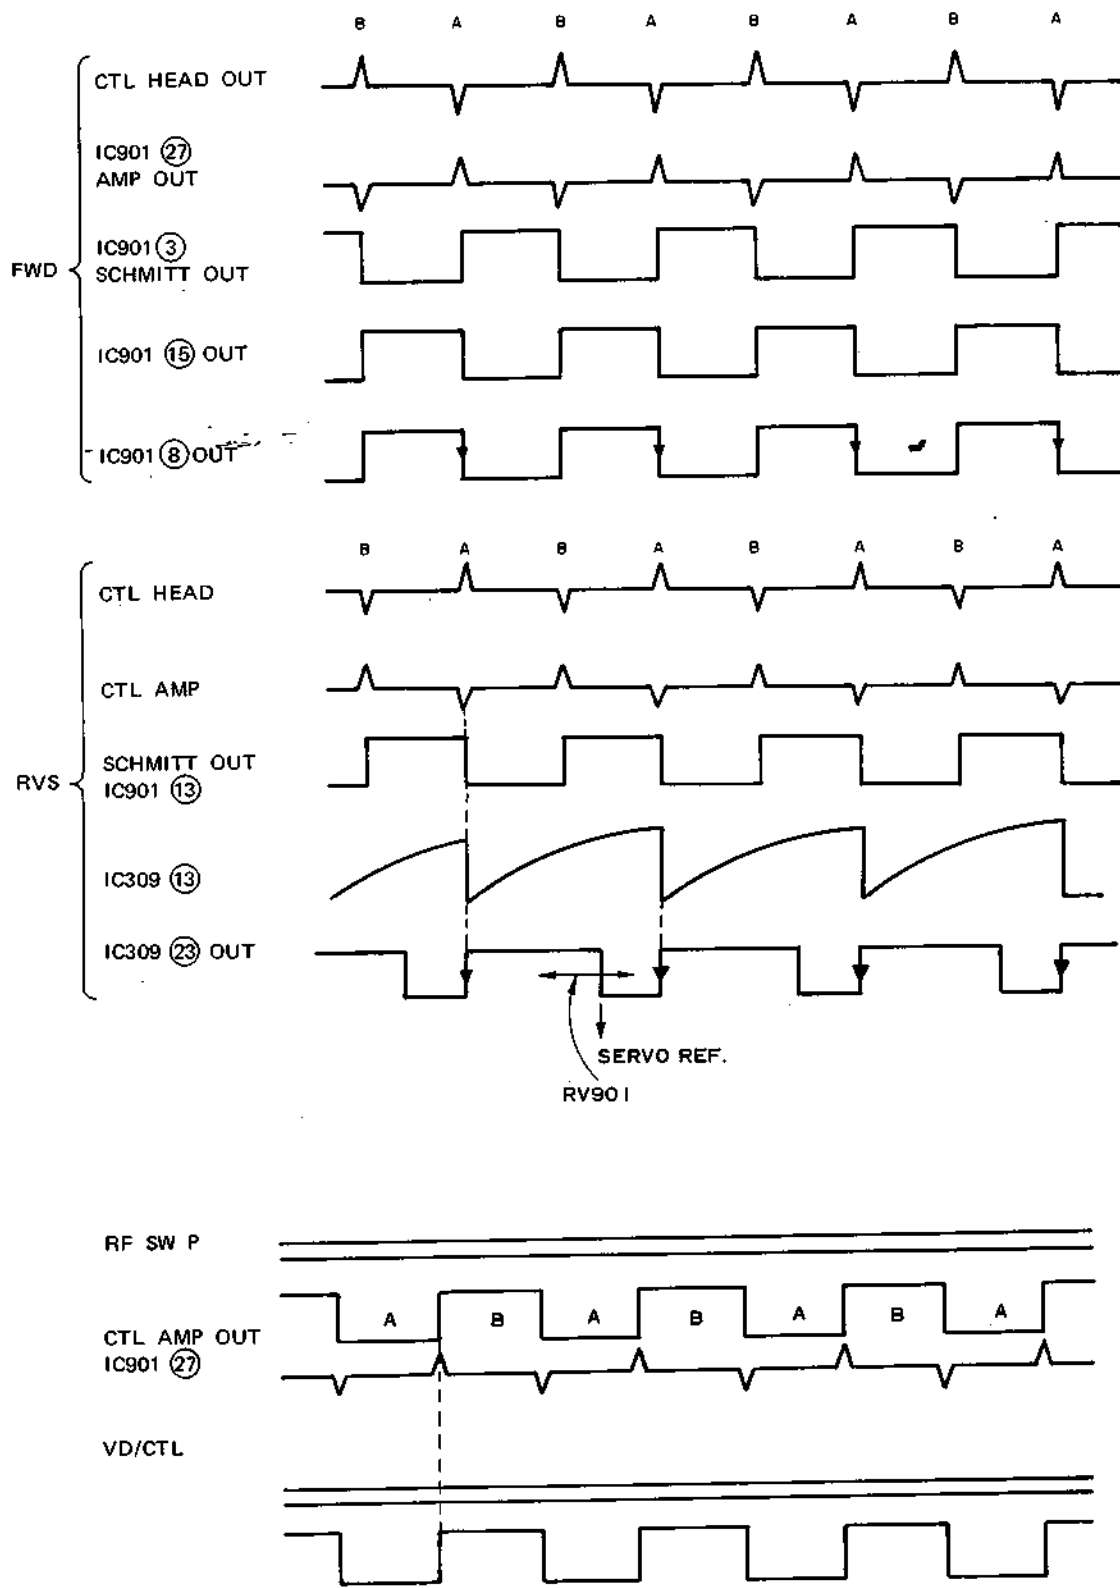 B A B A B A B A
CTL HEAD OUT
IC901 27
AMP OUT
IC901 3
SCHMITT OUT
FWD
IC901 15 OUT
IC901 8 OUT
B A B A B A B A
CTL HEAD
CTL AMP
SCHMITT OUT
RVS
IC901 13
IC309 13
IC309 23 OUT
SERVO REF.
RV901
RF SW P
A B A B A B A
CTL AMP OUT
IC901 27
VD/CTL